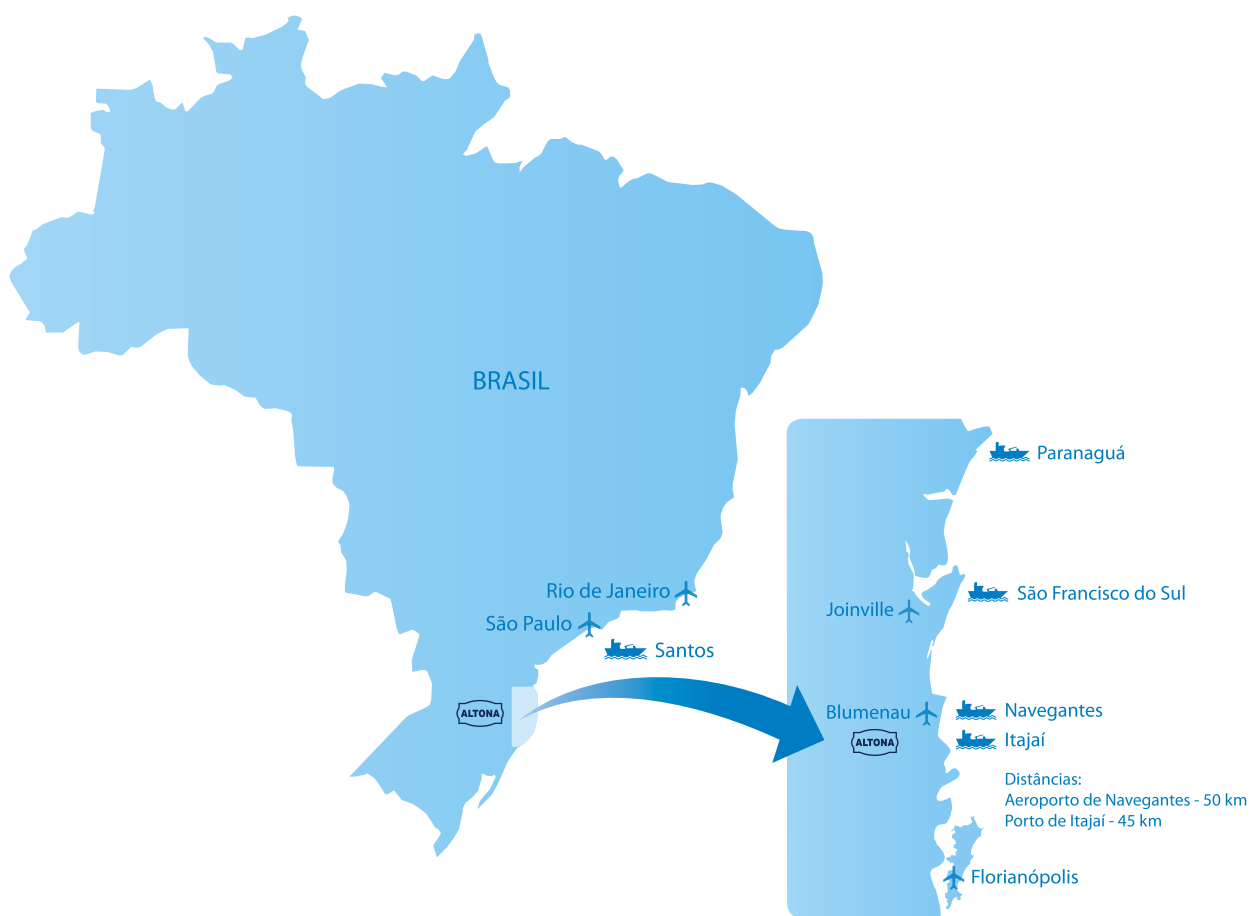 BRASIL
Rio de Janeiro
São Paulo
Santos
ALTONA
Paranaguá
São Francisco do Sul
Joinville
Blumenau
ALTONA
Navegantes
Itajaí
Distâncias:
Aeroporto de Navegantes - 50 km
Porto de Itajaí - 45 km
Florianópolis